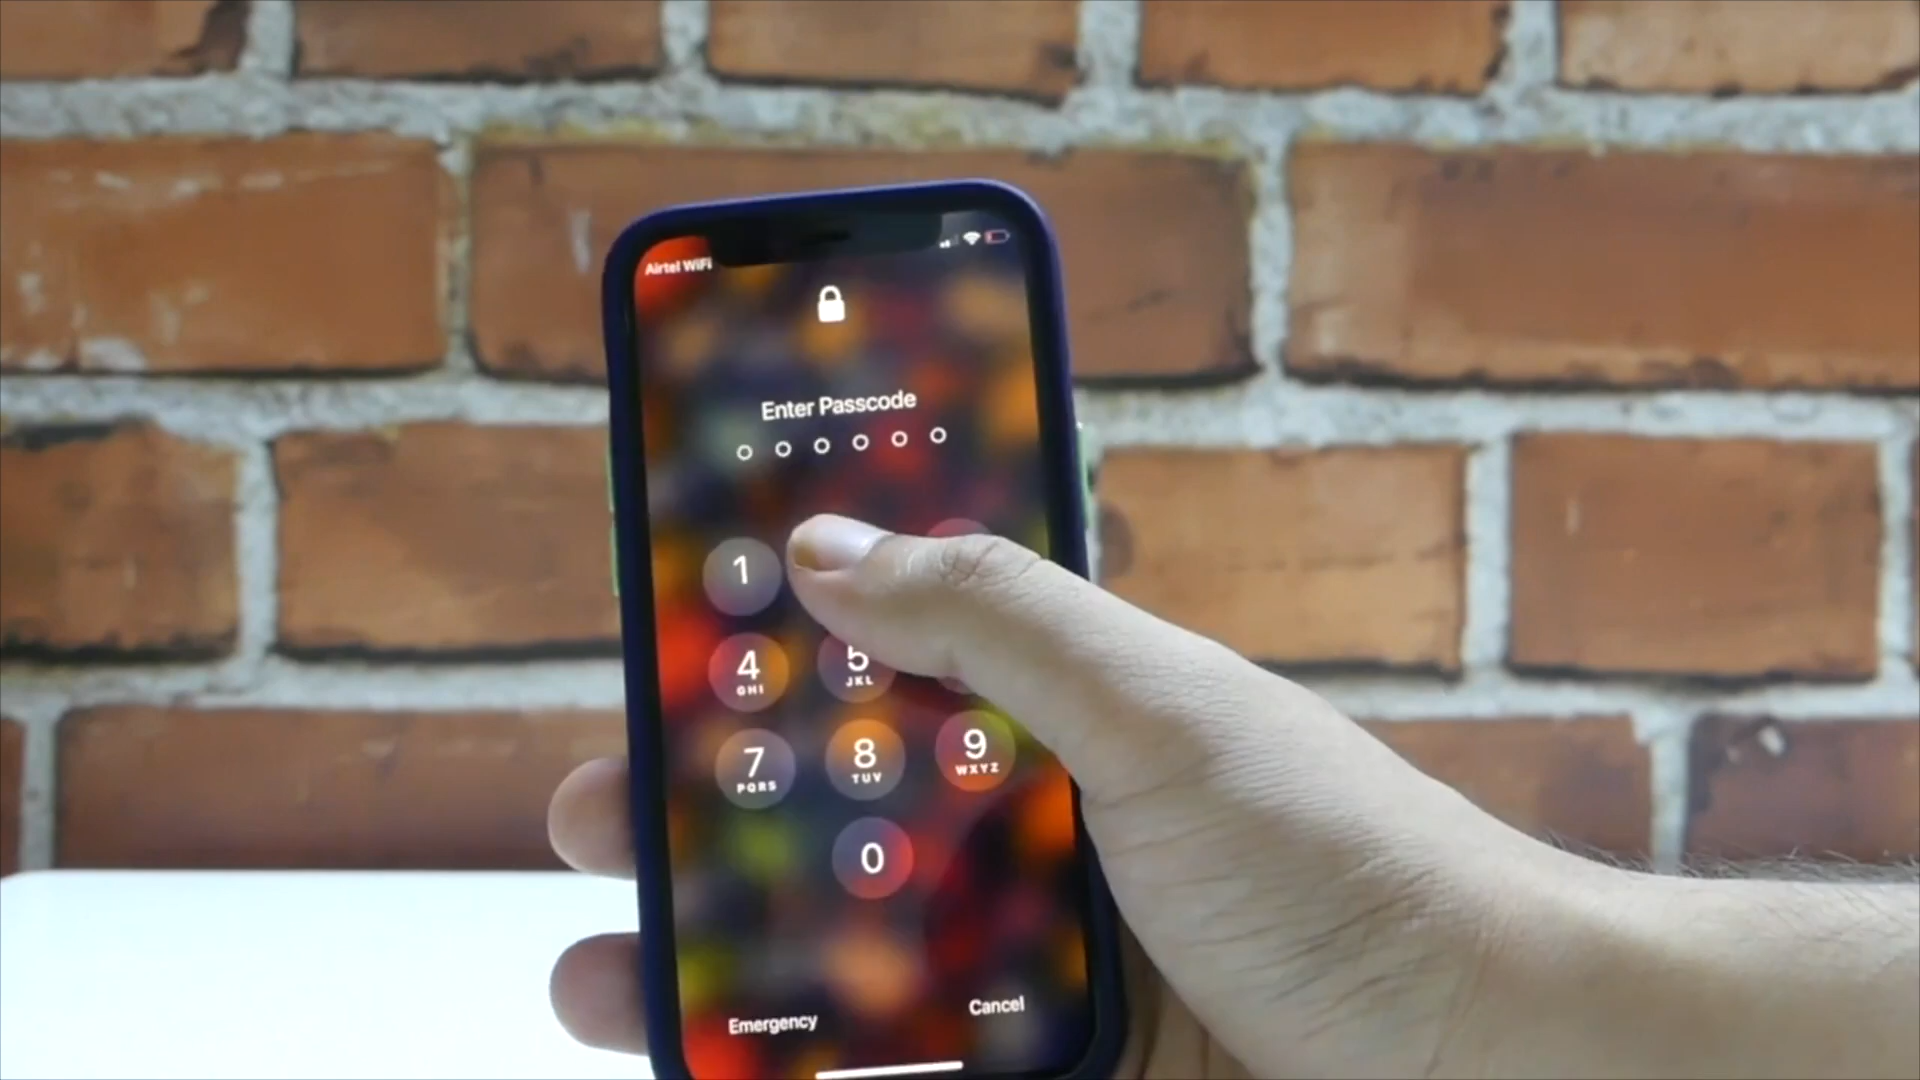 Airtel WiFi
Enter Passcode
1
4
GHI
5
JKL
7
PQRS
8
TUV
9
WXYZ
0
Emergency
Cancel